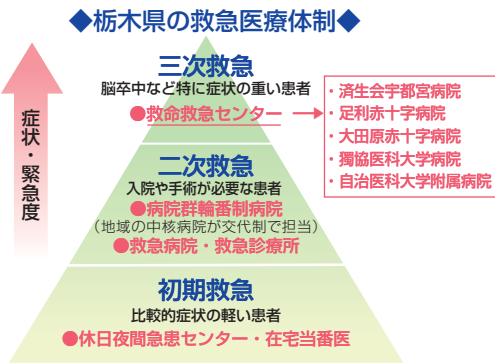 ◆栃木県の救急医療体制◆
三次救急
脳卒中など特に症状の重い患者
●救命救急センター
・済生会宇都宮病院
・足利赤十字病院
・大田原赤十字病院
・獨協医科大学病院
・自治医科大学附属病院
症状・緊急度
二次救急
入院や手術が必要な患者
●病院群輪番制病院
（地域の中核病院が交代制で担当）
●救急病院・救急診療所
初期救急
比較的症状の軽い患者
●休日夜間急患センター・在宅当番医